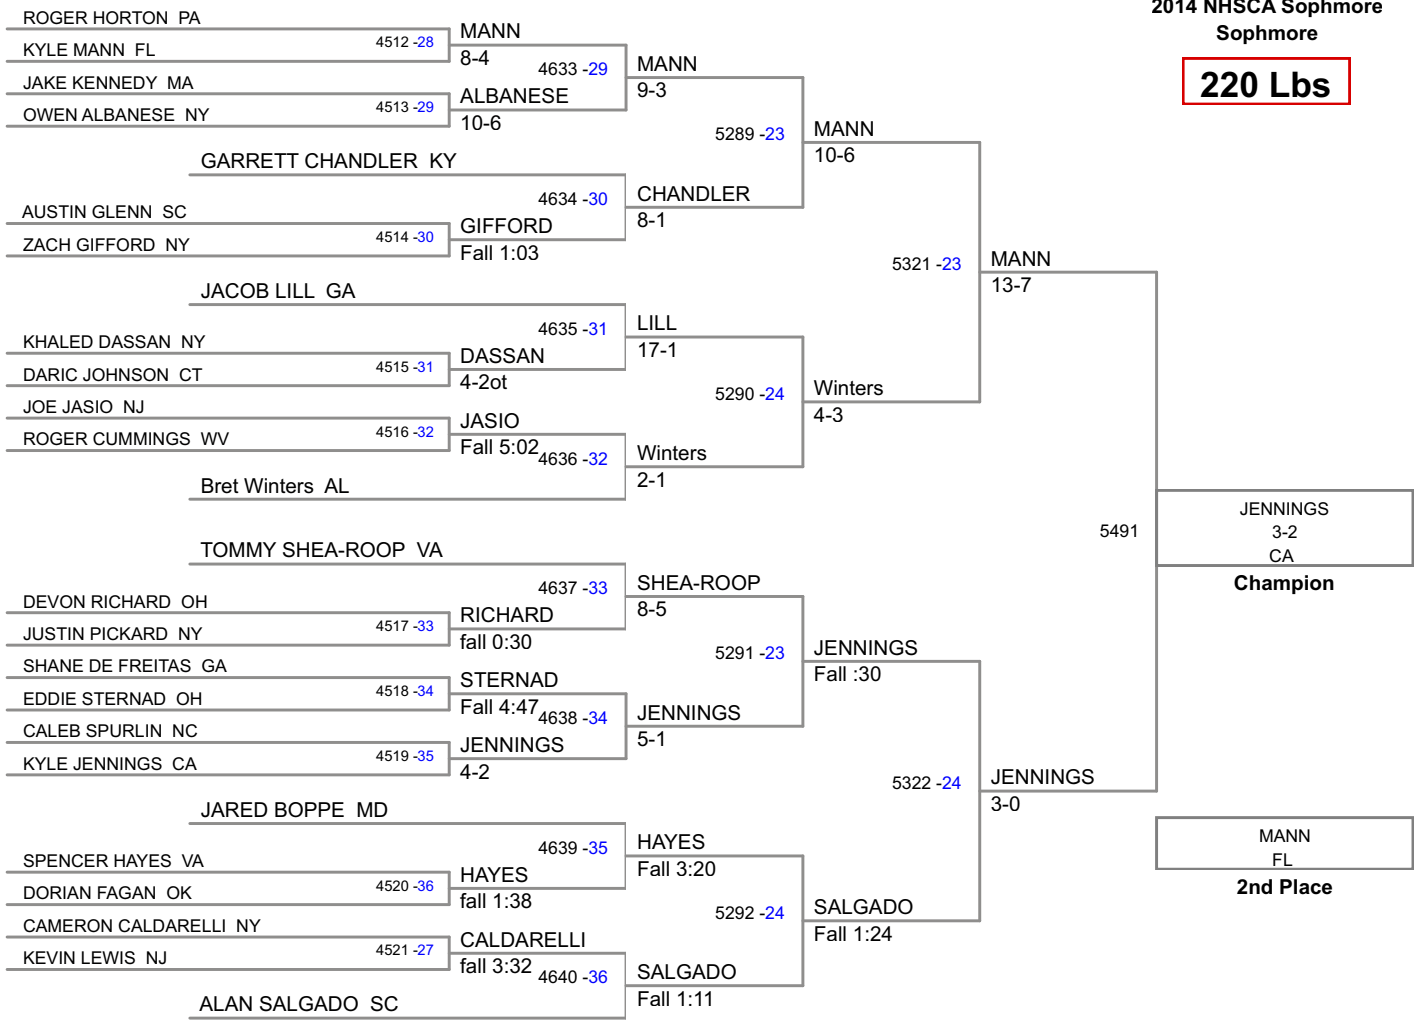 2014 NHSCA Sophmore
Sophmore
220 Lbs
ROGER HORTON PA
KYLE MANN FL
4512 -28
MANN
8-4
JAKE KENNEDY MA
OWEN ALBANESE NY
4513 -29
ALBANESE
10-6
4633 -29
MANN
9-3
GARRETT CHANDLER KY
AUSTIN GLENN SC
ZACH GIFFORD NY
4514 -30
GIFFORD
Fall 1:03
4634 -30
CHANDLER
8-1
5289 -23
MANN
10-6
JACOB LILL GA
KHALED DASSAN NY
DARIC JOHNSON CT
4515 -31
DASSAN
4-2ot
4635 -31
LILL
17-1
JOE JASIO NJ
ROGER CUMMINGS WV
4516 -32
JASIO
Fall 5:02
Bret Winters AL
4636 -32
Winters
2-1
5290 -24
Winters
4-3
5321 -23
MANN
13-7
TOMMY SHEA-ROOP VA
DEVON RICHARD OH
JUSTIN PICKARD NY
4517 -33
RICHARD
fall 0:30
4637 -33
SHEA-ROOP
8-5
SHANE DE FREITAS GA
EDDIE STERNAD OH
4518 -34
STERNAD
Fall 4:47
CALEB SPURLIN NC
KYLE JENNINGS CA
4519 -35
JENNINGS
4-2
4638 -34
JENNINGS
5-1
5291 -23
JENNINGS
Fall :30
JARED BOPPE MD
SPENCER HAYES VA
DORIAN FAGAN OK
4520 -36
HAYES
fall 1:38
4639 -35
HAYES
Fall 3:20
CAMERON CALDARELLI NY
KEVIN LEWIS NJ
4521 -27
CALDARELLI
fall 3:32
ALAN SALGADO SC
4640 -36
SALGADO
Fall 1:11
5292 -24
SALGADO
Fall 1:24
5322 -24
JENNINGS
3-0
5491
JENNINGS
3-2
CA
Champion
MANN
FL
2nd Place